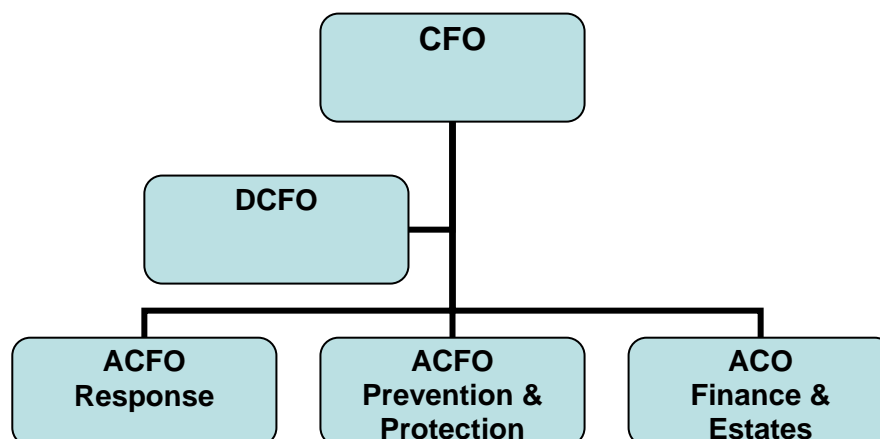 CFO
DCFO
ACFO
Response
ACFO
Prevention &
Protection
ACO
Finance &
Estates